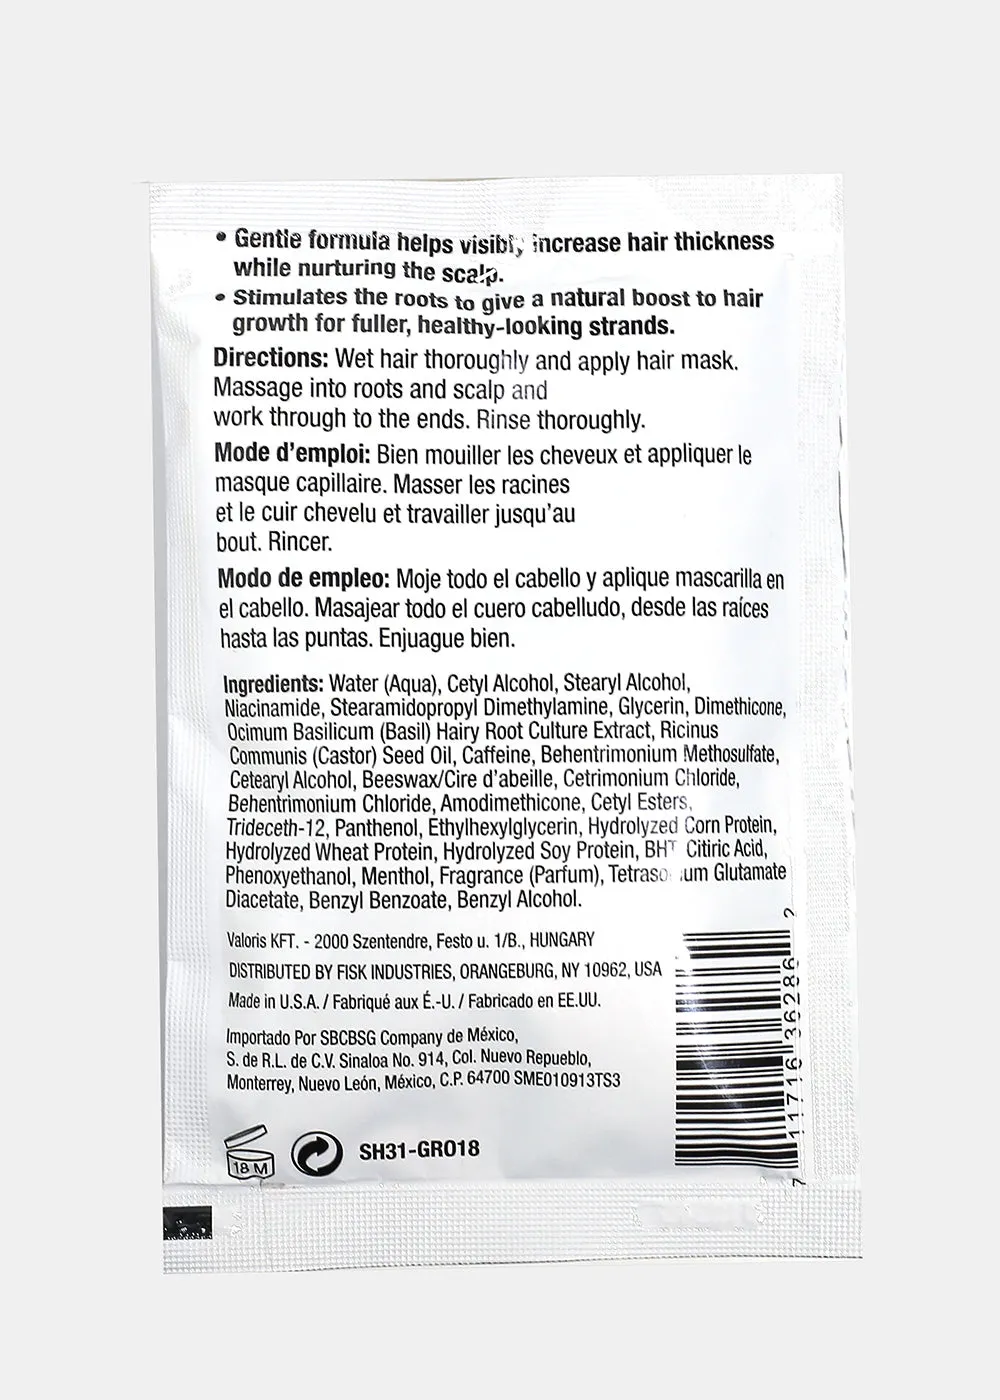 • Gentle formula helps visibly increase hair thickness
while nurturing the scalp.
• Stimulates the roots to give a natural boost to hair
growth for fuller, healthy-looking strands.
Directions: Wet hair thoroughly and apply hair mask.
Massage into roots and scalp and
work through to the ends. Rinse thoroughly.
Mode d'emploi: Bien mouiller les cheveux et appliquer le
masque capillaire. Masser les racines
et le cuir chevelu et travailler jusqu'au
bout. Rincer.
Modo de empleo: Moje todo el cabello y aplique mascarilla en
el cabello. Masajear todo el cuero cabelludo, desde las raíces
hasta las puntas. Enjuague bien.
Ingredients: Water (Aqua), Cetyl Alcohol, Stearyl Alcohol,
Niacinamide, Stearamidopropyl Dimethylamine, Glycerin, Dimethicone,
Ocimum Basilicum (Basil) Hairy Root Culture Extract, Ricinus
Communis (Castor) Seed Oil, Caffeine, Behentrimonium Methosulfate,
Cetearyl Alcohol, Beeswax/Cire d'abeille, Cetrimonium Chloride,
Behentrimonium Chloride, Amodimethicone, Cetyl Esters,
Trideceth-12, Panthenol, Ethylhexylglycerin, Hydrolyzed Corn Protein,
Hydrolyzed Wheat Protein, Hydrolyzed Soy Protein, BHT Citiric Acid,
Phenoxyethanol, Menthol, Fragrance (Parfum), Glutamate
Diacetate, Benzyl Benzoate, Benzyl Alcohol.
Valoris KFT. - 2000 Szentendre, Festo u. 1/B., HUNGARY
DISTRIBUTED BY FISK INDUSTRIES, ORANGEBURG, NY 10962, USA
Made in U.S.A. / Fabriqué aux É.-U. / Fabricado en EE.UU.
Importado Por SBCBSG Company de México,
S. de R.L. de C.V. Sinaloa No. 914, Col. Nuevo Repueblo,
Monterrey, Nuevo León, México, C.P. 64700 SME010913TS3
18 M
SH31-GRO18
7 11716 36286 2